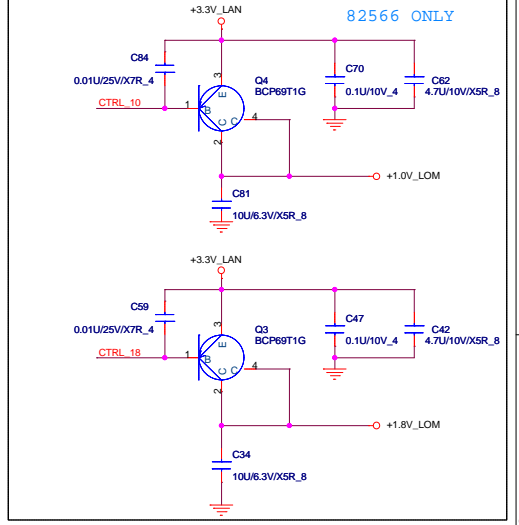 +3.3V_LAN
82566 ONLY
C84
0.01U/25V/X7R_4
CTRL_10
1
3
E
B
C
C
2
4
Q4
BCP69T1G
C70
0.1U/10V_4
C62
4.7U/10V/X5R_8
+1.0V_LOM
C81
10U/6.3V/X5R_8
+3.3V_LAN
C59
0.01U/25V/X7R_4
CTRL_18
1
3
E
B
C
C
2
4
Q3
BCP69T1G
C47
0.1U/10V_4
C42
4.7U/10V/X5R_8
+1.8V_LOM
C34
10U/6.3V/X5R_8